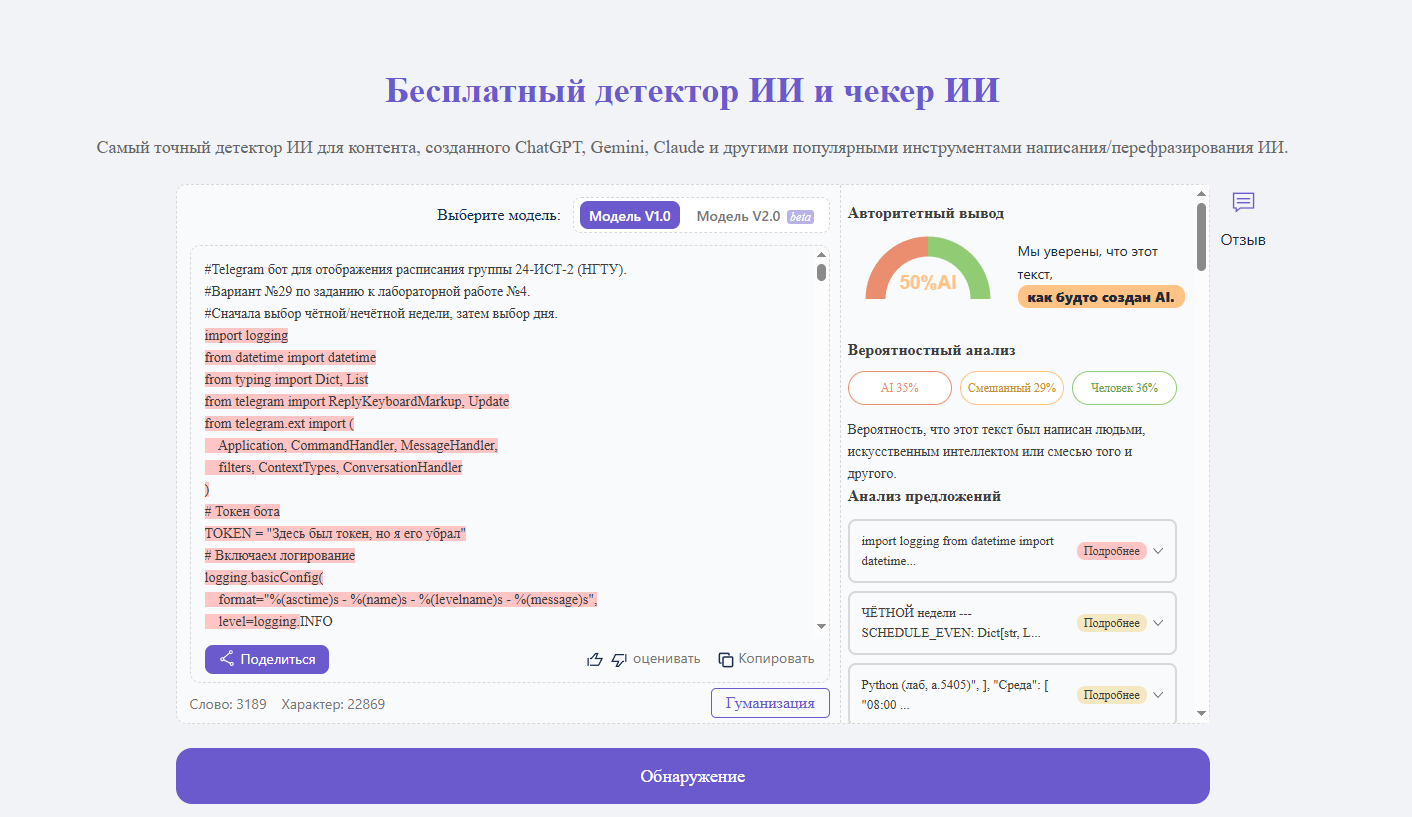 Бесплатный детектор ИИ и чекер ИИ
Самый точный детектор ИИ для контента, созданного ChatGPT, Gemini, Claude и другими популярными инструментами написания/перефразирования ИИ.
Выберите модель:
Модель V1.0
Модель V2.0 beta
#Telegram бот для отображения расписания группы 24-ИСТ-2 (НГТУ).
#Вариант №29 по заданию к лабораторной работе №4.
#Сначала выбор чётной/нечётной недели, затем выбор дня.
import logging
from datetime import datetime
from typing import Dict, List
from telegram import ReplyKeyboardMarkup, Update
from telegram.ext import (
    Application, CommandHandler, MessageHandler,
    filters, ContextTypes, ConversationHandler
)
# Токен бота
TOKEN = "Здесь был токен, но я его убрал"
# Включаем логирование
logging.basicConfig(
    format="%(asctime)s - %(name)s - %(levelname)s - %(message)s",
    level=logging.INFO
Поделиться
оценивать
Копировать
Слово: 3189
Характер: 22869
Гуманизация
Авторитетный вывод
50%AI
Мы уверены, что этот
текст,
как будто создан AI.
Вероятностный анализ
AI 35%
Смешанный 29%
Человек 36%
Вероятность, что этот текст был написан людьми,
искусственным интеллектом или смесью того и
другого.
Анализ предложений
import logging from datetime import
datetime...
Подробнее
ЧЁТНОЙ недели ---
SCHEDULE_EVEN: Dict[str, L...
Подробнее
Python (лаб, а.5405)", ], "Среда": [
"08:00 ...
Подробнее
Отзыв
Обнаружение